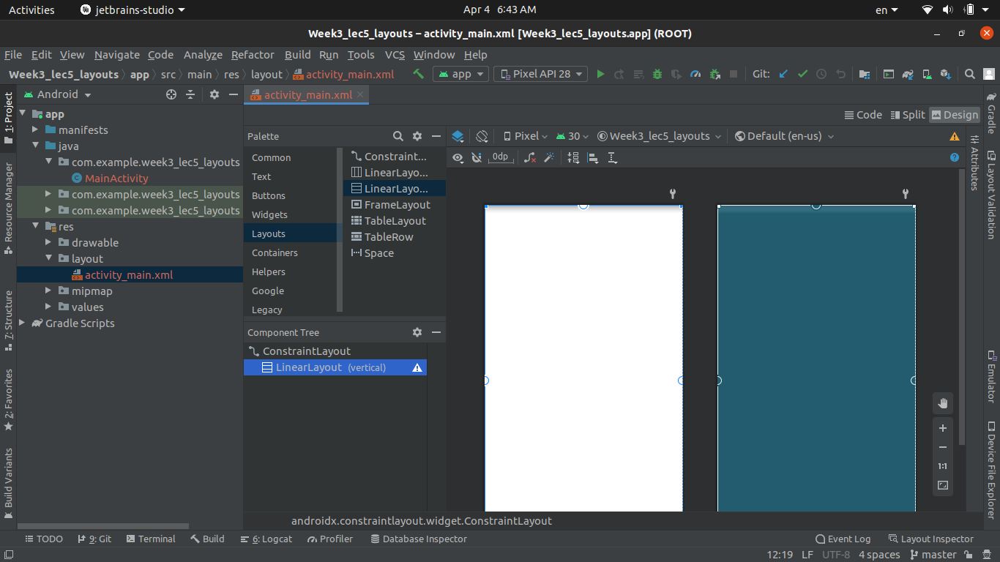 Activities jetbrains-studio Apr 4 6:43 AM en
Week3_lec5_layouts – activity_main.xml [Week3_lec5_layouts.app] (ROOT)
File Edit View Navigate Code Analyze Refactor Build Run Tools VCS Window Help
Week3_lec5_layouts app src main res layout activity_main.xml app Pixel API 28 Git:
1: Project
Resource Manager
7: Structure
2: Favorites
Build Variants
Android
app
manifests
java
com.example.week3_lec5_layouts
MainActivity
com.example.week3_lec5_layouts
com.example.week3_lec5_layouts
res
drawable
layout
activity_main.xml
mipmap
values
Gradle Scripts
activity_main.xml
Code Split Design
Palette
Common
Text
Buttons
Widgets
Layouts
Containers
Helpers
Google
Legacy
Constraint...
LinearLayo...
LinearLayo...
FrameLayout
TableLayout
TableRow
Space
Component Tree
ConstraintLayout
LinearLayout (vertical)
Pixel 30 Week3_lec5_layouts Default (en-us)
0dp
1:1
Attributes
Gradle
Layout Validation
Emulator
Device File Explorer
androidx.constraintlayout.widget.ConstraintLayout
TODO 9: Git Terminal Build 6: Logcat Profiler Database Inspector Event Log Layout Inspector
12:19 LF UTF-8 4 spaces master